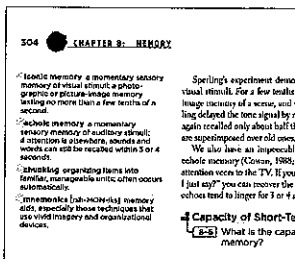 304 CHAPTER 8: MEMORY
iconic memory a momentary sensory
memory of visual stimuli; a photo-
graphic or picture-image memory
lasting no more than a few tenths of a
second.
echoic memory a momentary
sensory memory of auditory stimuli;
if attention is elsewhere, sounds and
words can still be recalled within 3 or 4
seconds.
chunking organizing items into
familiar, manageable units; often occurs
automatically.
mnemonics [nih-MON-iks] memory
aids, especially those techniques that
use vivid imagery and organizational
devices.
Sperling's experiment demo
visual stimuli. For a few tenths
image memory of a scene, and
ling delayed the tone signal by
again recalled only about half th
are superimposed over old ones,
We also have an impeccabl
echoic memory (Cowan, 1988;
attention veers to the TV. If you
I just say?" you can recover the
echoes tend to linger for 3 or 4
Capacity of Short-Te
8-5 What is the capa
memory?